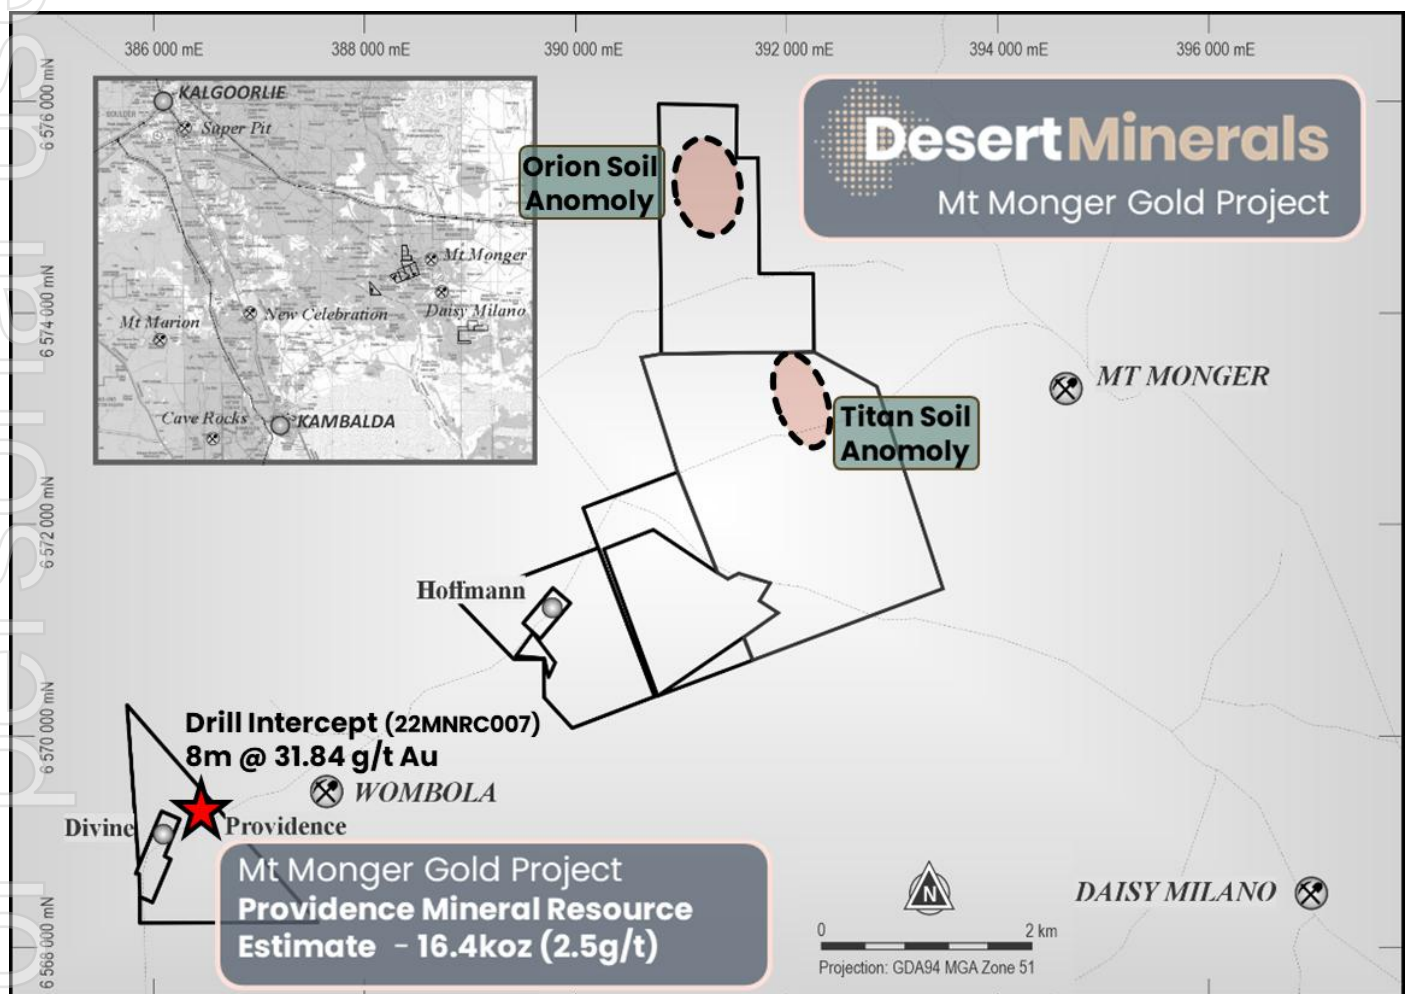 386 000 mE
388 000 mE
390 000 mE
392 000 mE
394 000 mE
396 000 mE
6 576 000 mN
6 574 000 mN
6 572 000 mN
6 570 000 mN
6 568 000 mN
For personal use
KALGOORLIE
BOULDER
Super Pit
Mt Monger
Daisy Milano
New Celebration
Mt Marion
Cave Rocks
KAMBALDA
Orion Soil
Anomoly
DesertMinerals
Mt Monger Gold Project
Titan Soil
Anomoly
MT MONGER
Hoffmann
Drill Intercept (22MNRC007)
8m @ 31.84 g/t Au
WOMBOLA
Divine
Providence
Mt Monger Gold Project
Providence Mineral Resource
Estimate - 16.4koz (2.5g/t)
N
0
2 km
Projection: GDA94 MGA Zone 51
DAISY MILANO